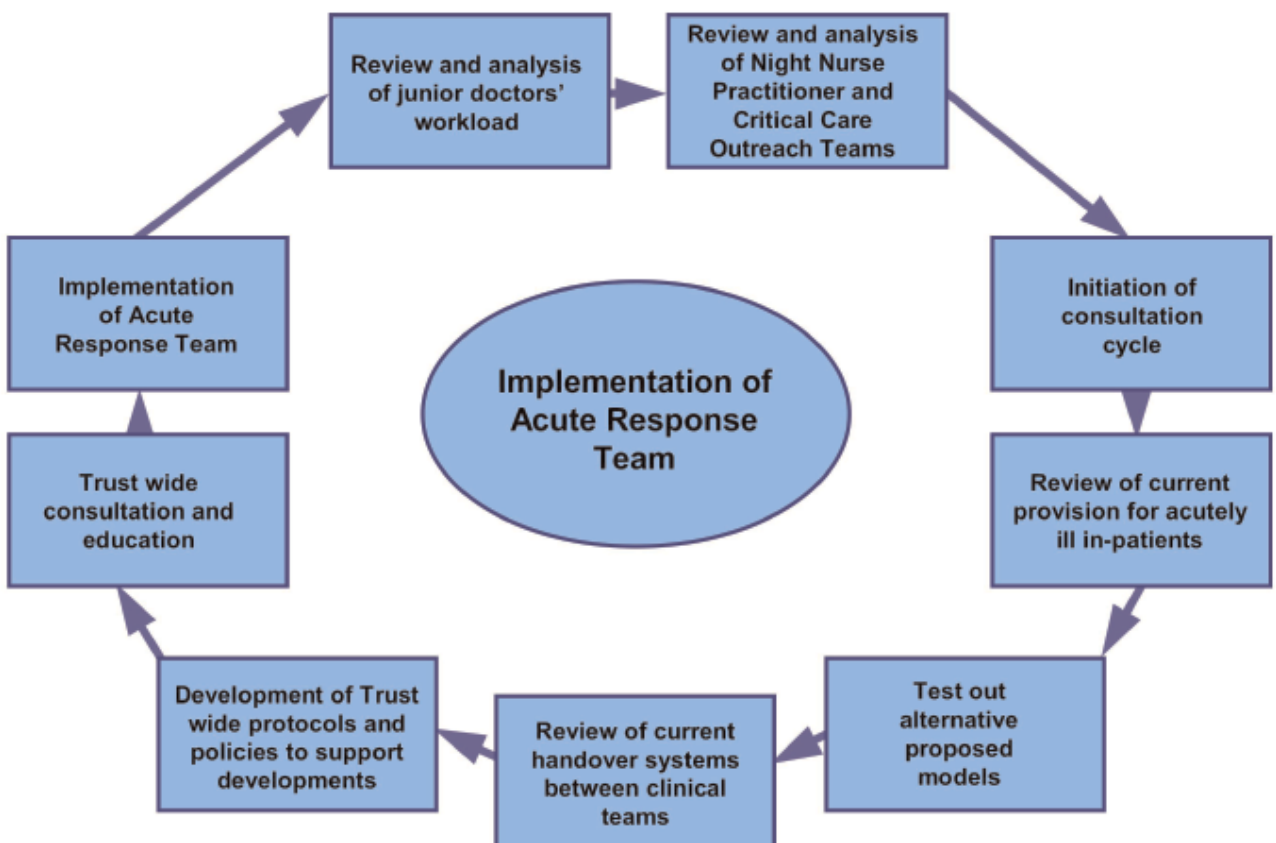 Review and analysis
of junior doctors’
workload
Review and analysis
of Night Nurse
Practitioner and
Critical Care
Outreach Teams
Initiation of
consultation
cycle
Review of current
provision for acutely
ill in-patients
Test out
alternative
proposed
models
Review of current
handover systems
between clinical
teams
Development of Trust
wide protocols and
policies to support
developments
Trust wide
consultation and
education
Implementation
of Acute
Response Team
Implementation of
Acute Response
Team